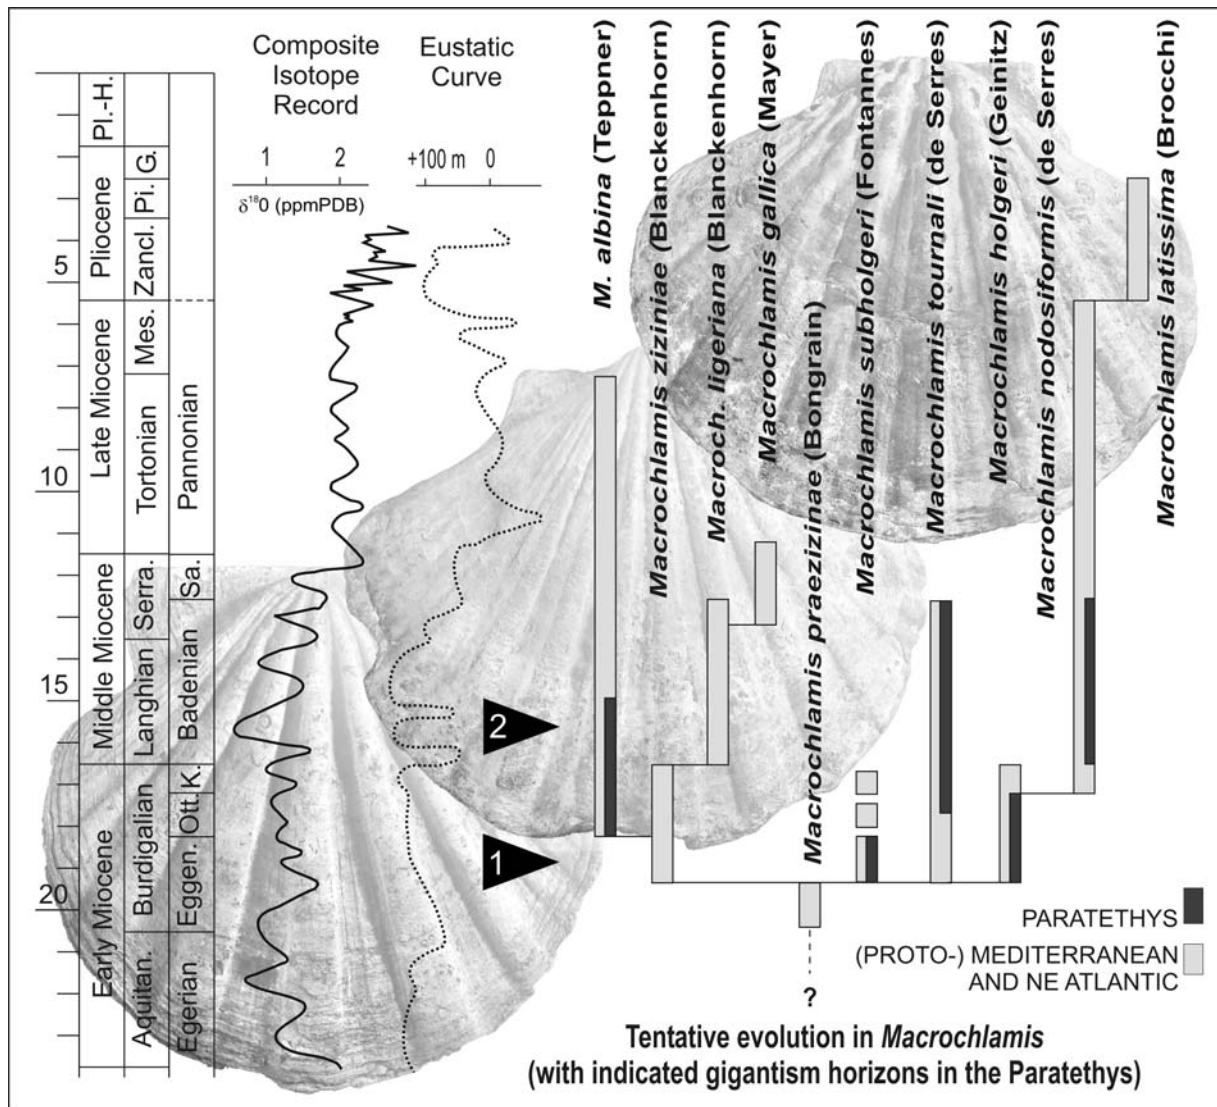 Composite
Isotope
Record
1 2
δ¹⁸0 (ppmPDB)
Eustatic
Curve
+100 m 0
Pl.-H.
Pliocene
Late Miocene
Middle Miocene
Early Miocene
G.
Pi.
Zancl.
Mes.
Tortonian
Serra.
Langhian
Burdigalian
Aquitan.
Pannonian
Sa.
Badenian
K.
Ott.
Eggen.
Egerian
5
10
15
20
M. albina (Teppner)
Macrochlamis ziziniae (Blanckenhorn)
Macroch. ligeriana (Blanckenhorn)
Macrochlamis gallica (Mayer)
Macrochlamis praezizinae (Bongrain)
Macrochlamis subholgeri (Fontannes)
Macrochlamis tournali (de Serres)
Macrochlamis holgeri (Geinitz)
Macrochlamis nodosiformis (de Serres)
Macrochlamis latissima (Brocchi)
2
1
?
PARATETHYS
(PROTO-) MEDITERRANEAN
AND NE ATLANTIC
Tentative evolution in Macrochlamis
(with indicated gigantism horizons in the Paratethys)